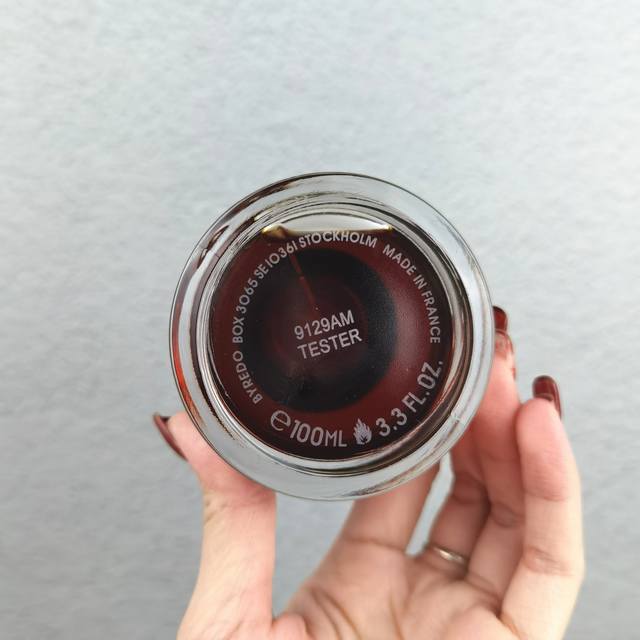 BYREDO BOX 3065 SE 10361 STOCKHOLM MADE IN FRANCE
9129AM
TESTER
℮100ML 3.3 FL.OZ.